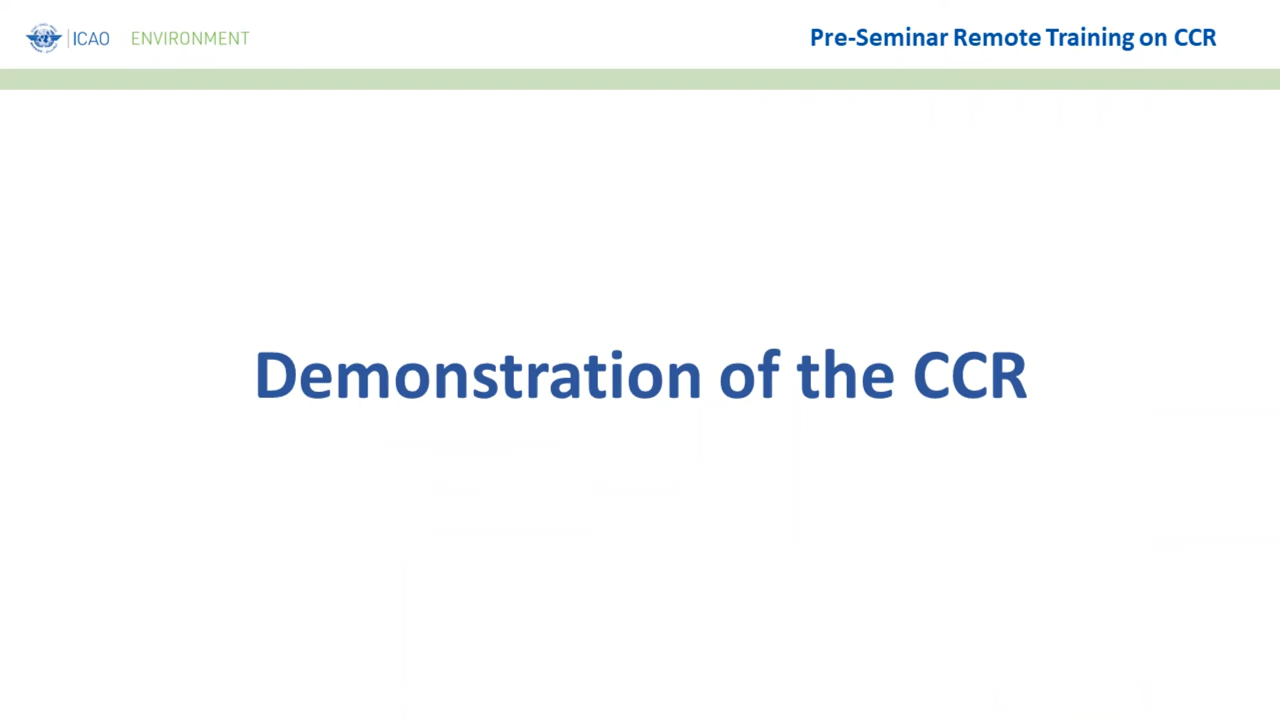 ICAO ENVIRONMENT
Pre-Seminar Remote Training on CCR
Demonstration of the CCR